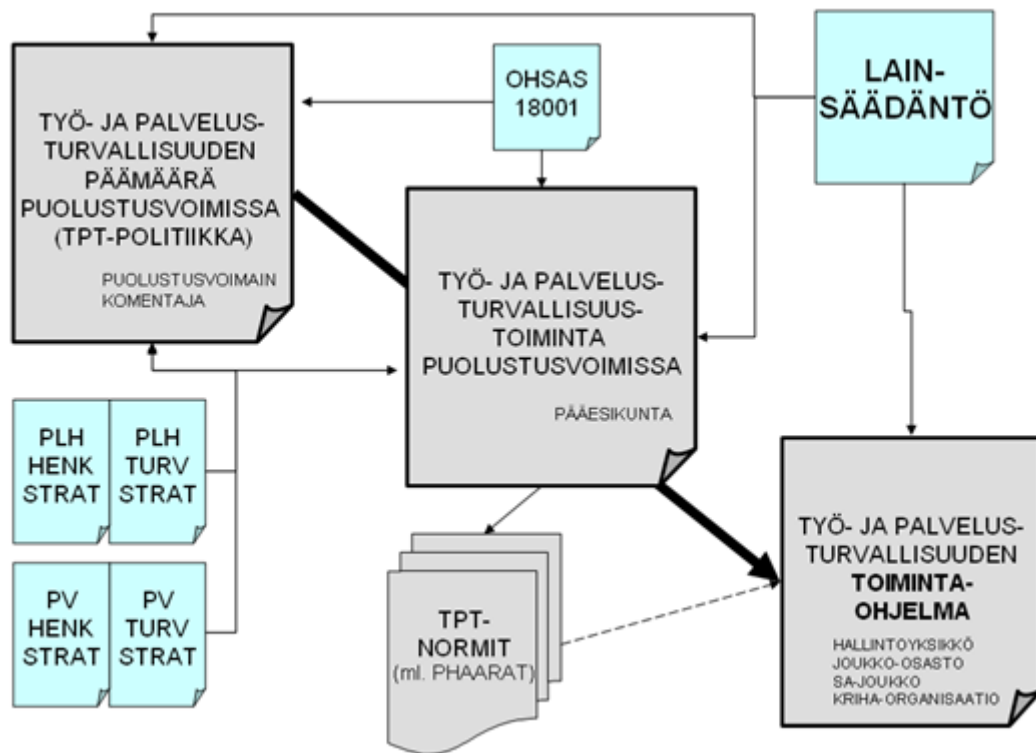 TYÖ- JA PALVELUS-
TURVALLISUUDEN
PÄÄMÄÄRÄ
PUOLUSTUSVOIMISSA
(TPT-POLITIIKKA)
PUOLUSTUSVOIMAIN
KOMENTAJA
OHSAS
18001
LAIN-
SÄÄDÄNTÖ
TYÖ- JA PALVELUS-
TURVALLISUUS-
TOIMINTA
PUOLUSTUSVOIMISSA
PÄÄESIKUNTA
PLH
HENK
STRAT
PLH
TURV
STRAT
PV
HENK
STRAT
PV
TURV
STRAT
TPT-
NORMIT
(ml. PHAARAT)
TYÖ- JA PALVELUS-
TURVALLISUUDEN
TOIMINTA-
OHJELMA
HALLINTOYKSIKKÖ
JOUKKO-OSASTO
SA-JOUKKO
KRIHA-ORGANISAATIO